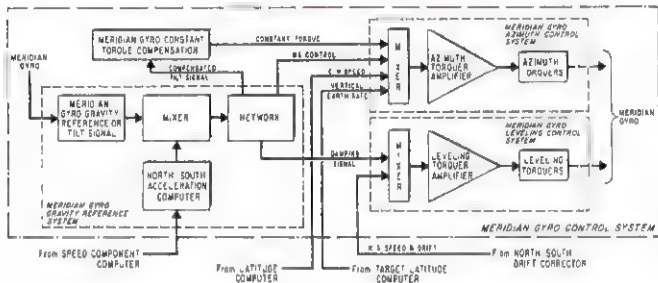 MERIDIAN GYRO CONSTANT
TORQUE COMPENSATION
CONSTANT TORQUE
MERIDIAN GYRO
AZIMUTH CONTROL
SYSTEM
MERIDIAN
GYRO
COMPENSATED
TILT SIGNAL
MG CONTROL
SPEED
VERTICAL
EARTH RATE
MIXER
AZIMUTH
TORQUER
AMPLIFIER
AZIMUTH
TORQUERS
MERIDIAN
GYRO GRAVITY
REFERENCE OR
TILT SIGNAL
MIXER
NETWORK
MERIDIAN
GYRO
MERIDIAN GYRO
LEVELING CONTROL
SYSTEM
DAMPING
SIGNAL
MIXER
LEVELING
TORQUER
AMPLIFIER
LEVELING
TORQUERS
NORTH SOUTH
ACCELERATION
COMPUTER
MERIDIAN GYRO
GRAVITY REFERENCE
SYSTEM
MERIDIAN GYRO CONTROL SYSTEM
SPEED & DRIFT
From SPEED COMPONENT
COMPUTER
From LATITUDE
COMPUTER
From TARGET LATITUDE
COMPUTER
From NORTH SOUTH
DRIFT CORRECTOR